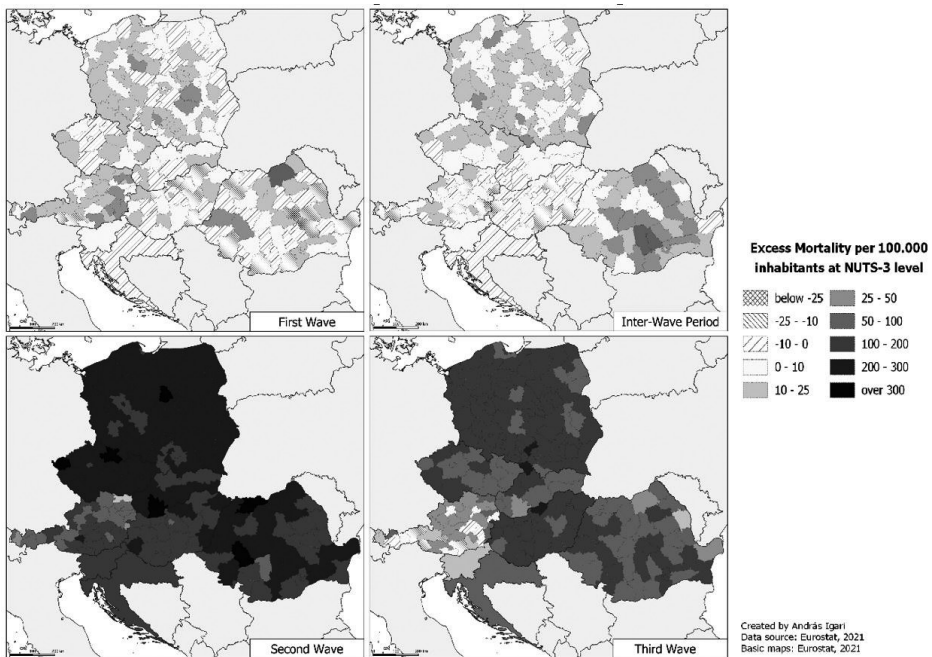 First Wave
Inter-Wave Period
Excess Mortality per 100.000
inhabitants at NUTS-3 level
below -25
25 - 50
-25 - -10
50 - 100
-10 - 0
100 - 200
0 - 10
200 - 300
10 - 25
over 300
Second Wave
Third Wave
Created by András Igari
Data source: Eurostat, 2021
Basic maps: Eurostat, 2021